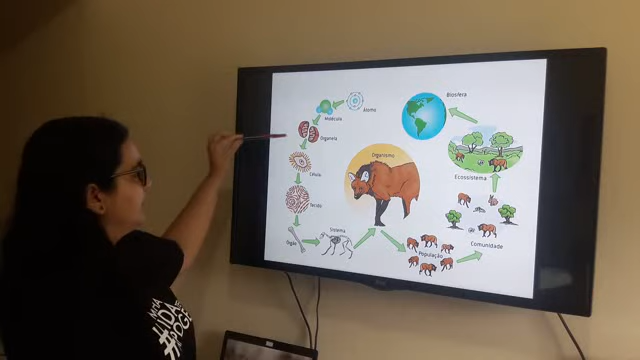 Átomo
Molécula
Organela
Célula
Tecido
Órgão
Sistema
Organismo
População
Comunidade
Ecossistema
Biosfera